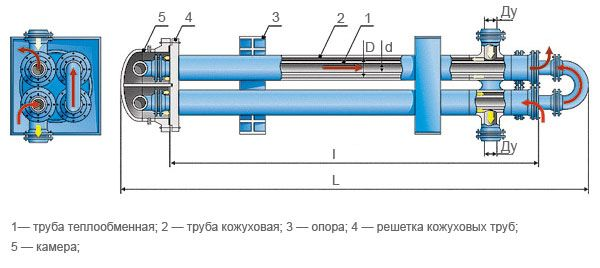 5 4 3 2 1 Ду
D d
l
L
Ду
1— труба теплообменная; 2 — труба кожуховая; 3 — опора; 4 — решетка кожуховых труб;
5 — камера;